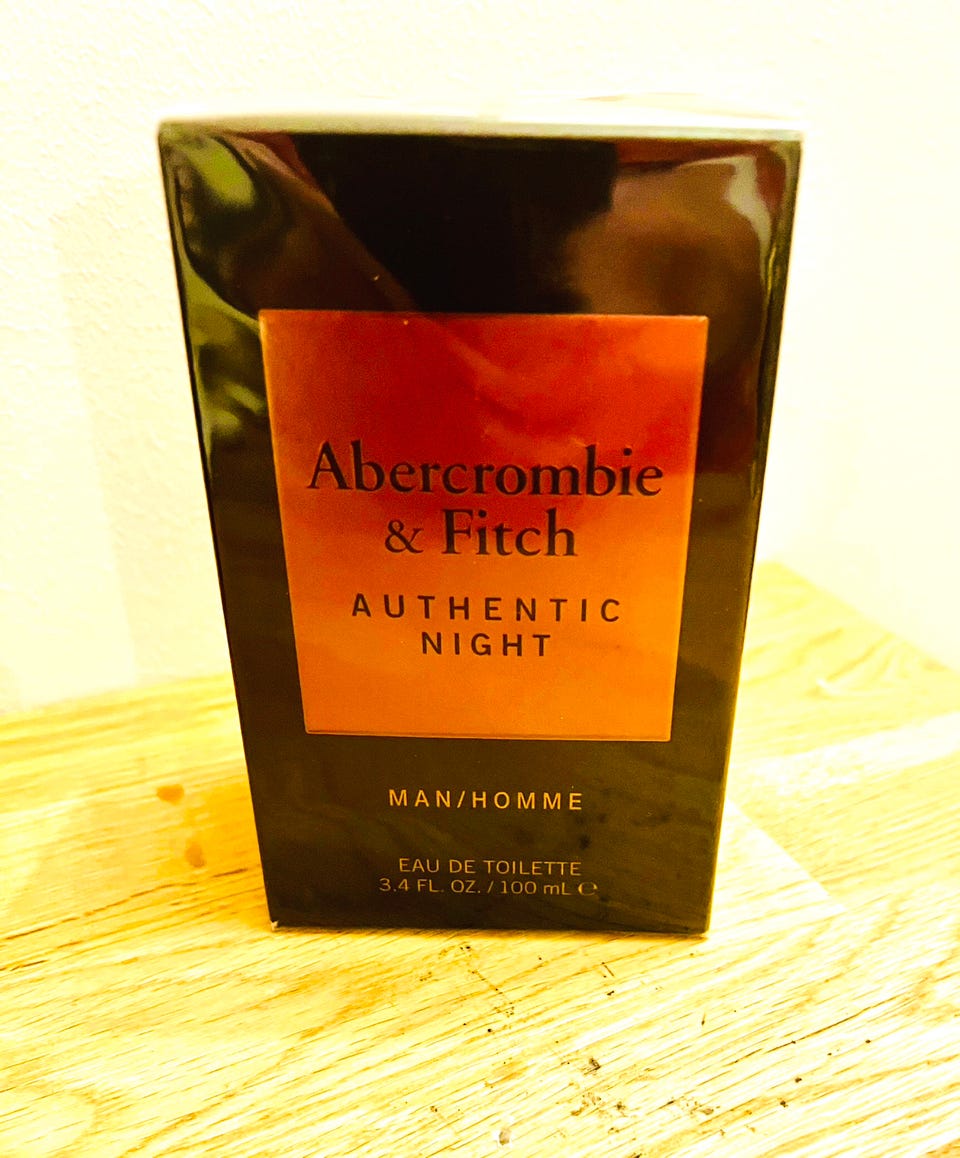 Abercrombie
& Fitch
AUTHENTIC
NIGHT
MAN/HOMME
EAU DE TOILETTE
3.4 FL. OZ. / 100 mL ℮